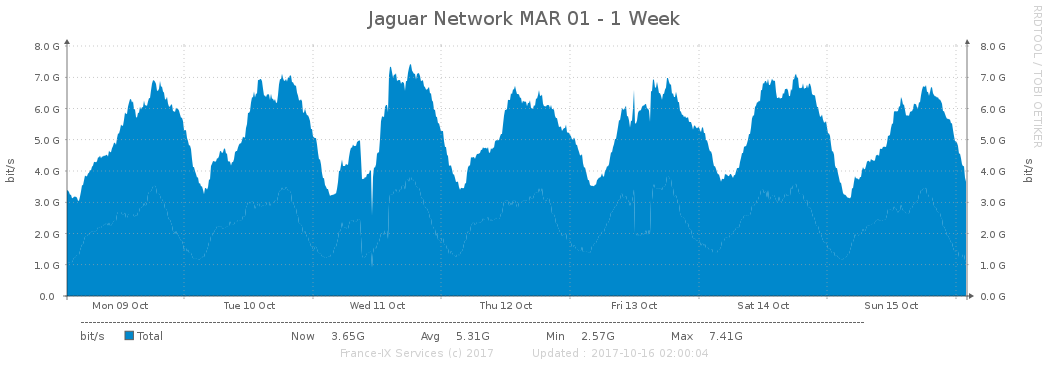 Jaguar Network MAR 01 - 1 Week
RRDTOOL / TOBI OETIKER
bit/s
8.0 G 8.0 G
7.0 G 7.0 G
6.0 G 6.0 G
5.0 G 5.0 G
4.0 G 4.0 G
3.0 G 3.0 G
2.0 G 2.0 G
1.0 G 1.0 G
0.0 0.0 G
bit/s
Mon 09 Oct Tue 10 Oct Wed 11 Oct Thu 12 Oct Fri 13 Oct Sat 14 Oct Sun 15 Oct
bit/s Total Now 3.65G Avg 5.31G Min 2.57G Max 7.41G
France-IX Services (c) 2017 Updated : 2017-10-16 02:00:04